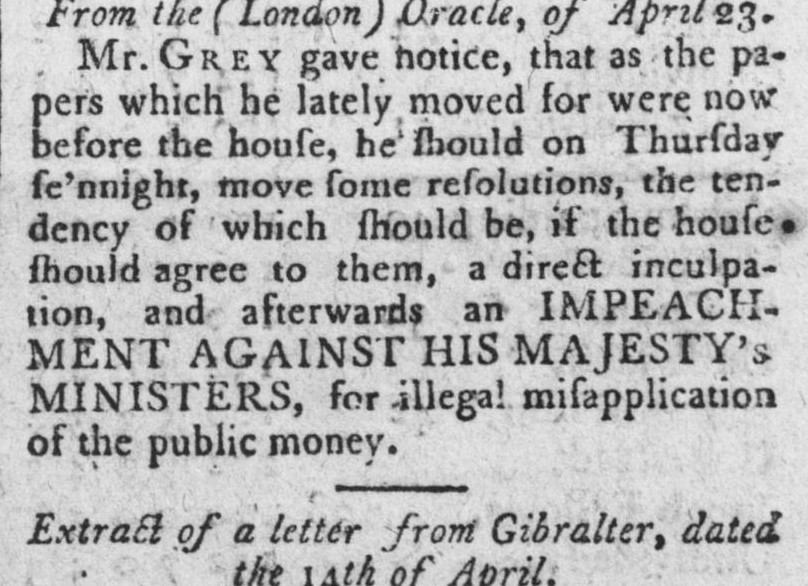 From the (London) Oracle, of April 23.
Mr. GREY gave notice, that as the pa-
pers which he lately moved for were now
before the houſe, he ſhould on Thurſday
ſe'nnight, move ſome reſolutions, the ten-
dency of which ſhould be, if the houſe
ſhould agree to them, a direct inculpa-
tion, and afterwards an IMPEACH-
MENT AGAINST HIS MAJESTY's
MINISTERS, for illegal miſapplication
of the public money.
Extract of a letter from Gibralter, dated
the 14th of April.